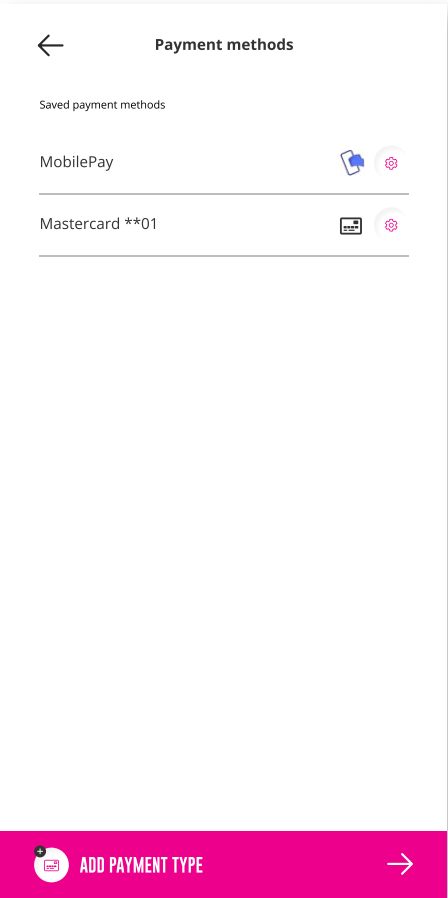 Payment methods
Saved payment methods
MobilePay
Mastercard **01
ADD PAYMENT TYPE